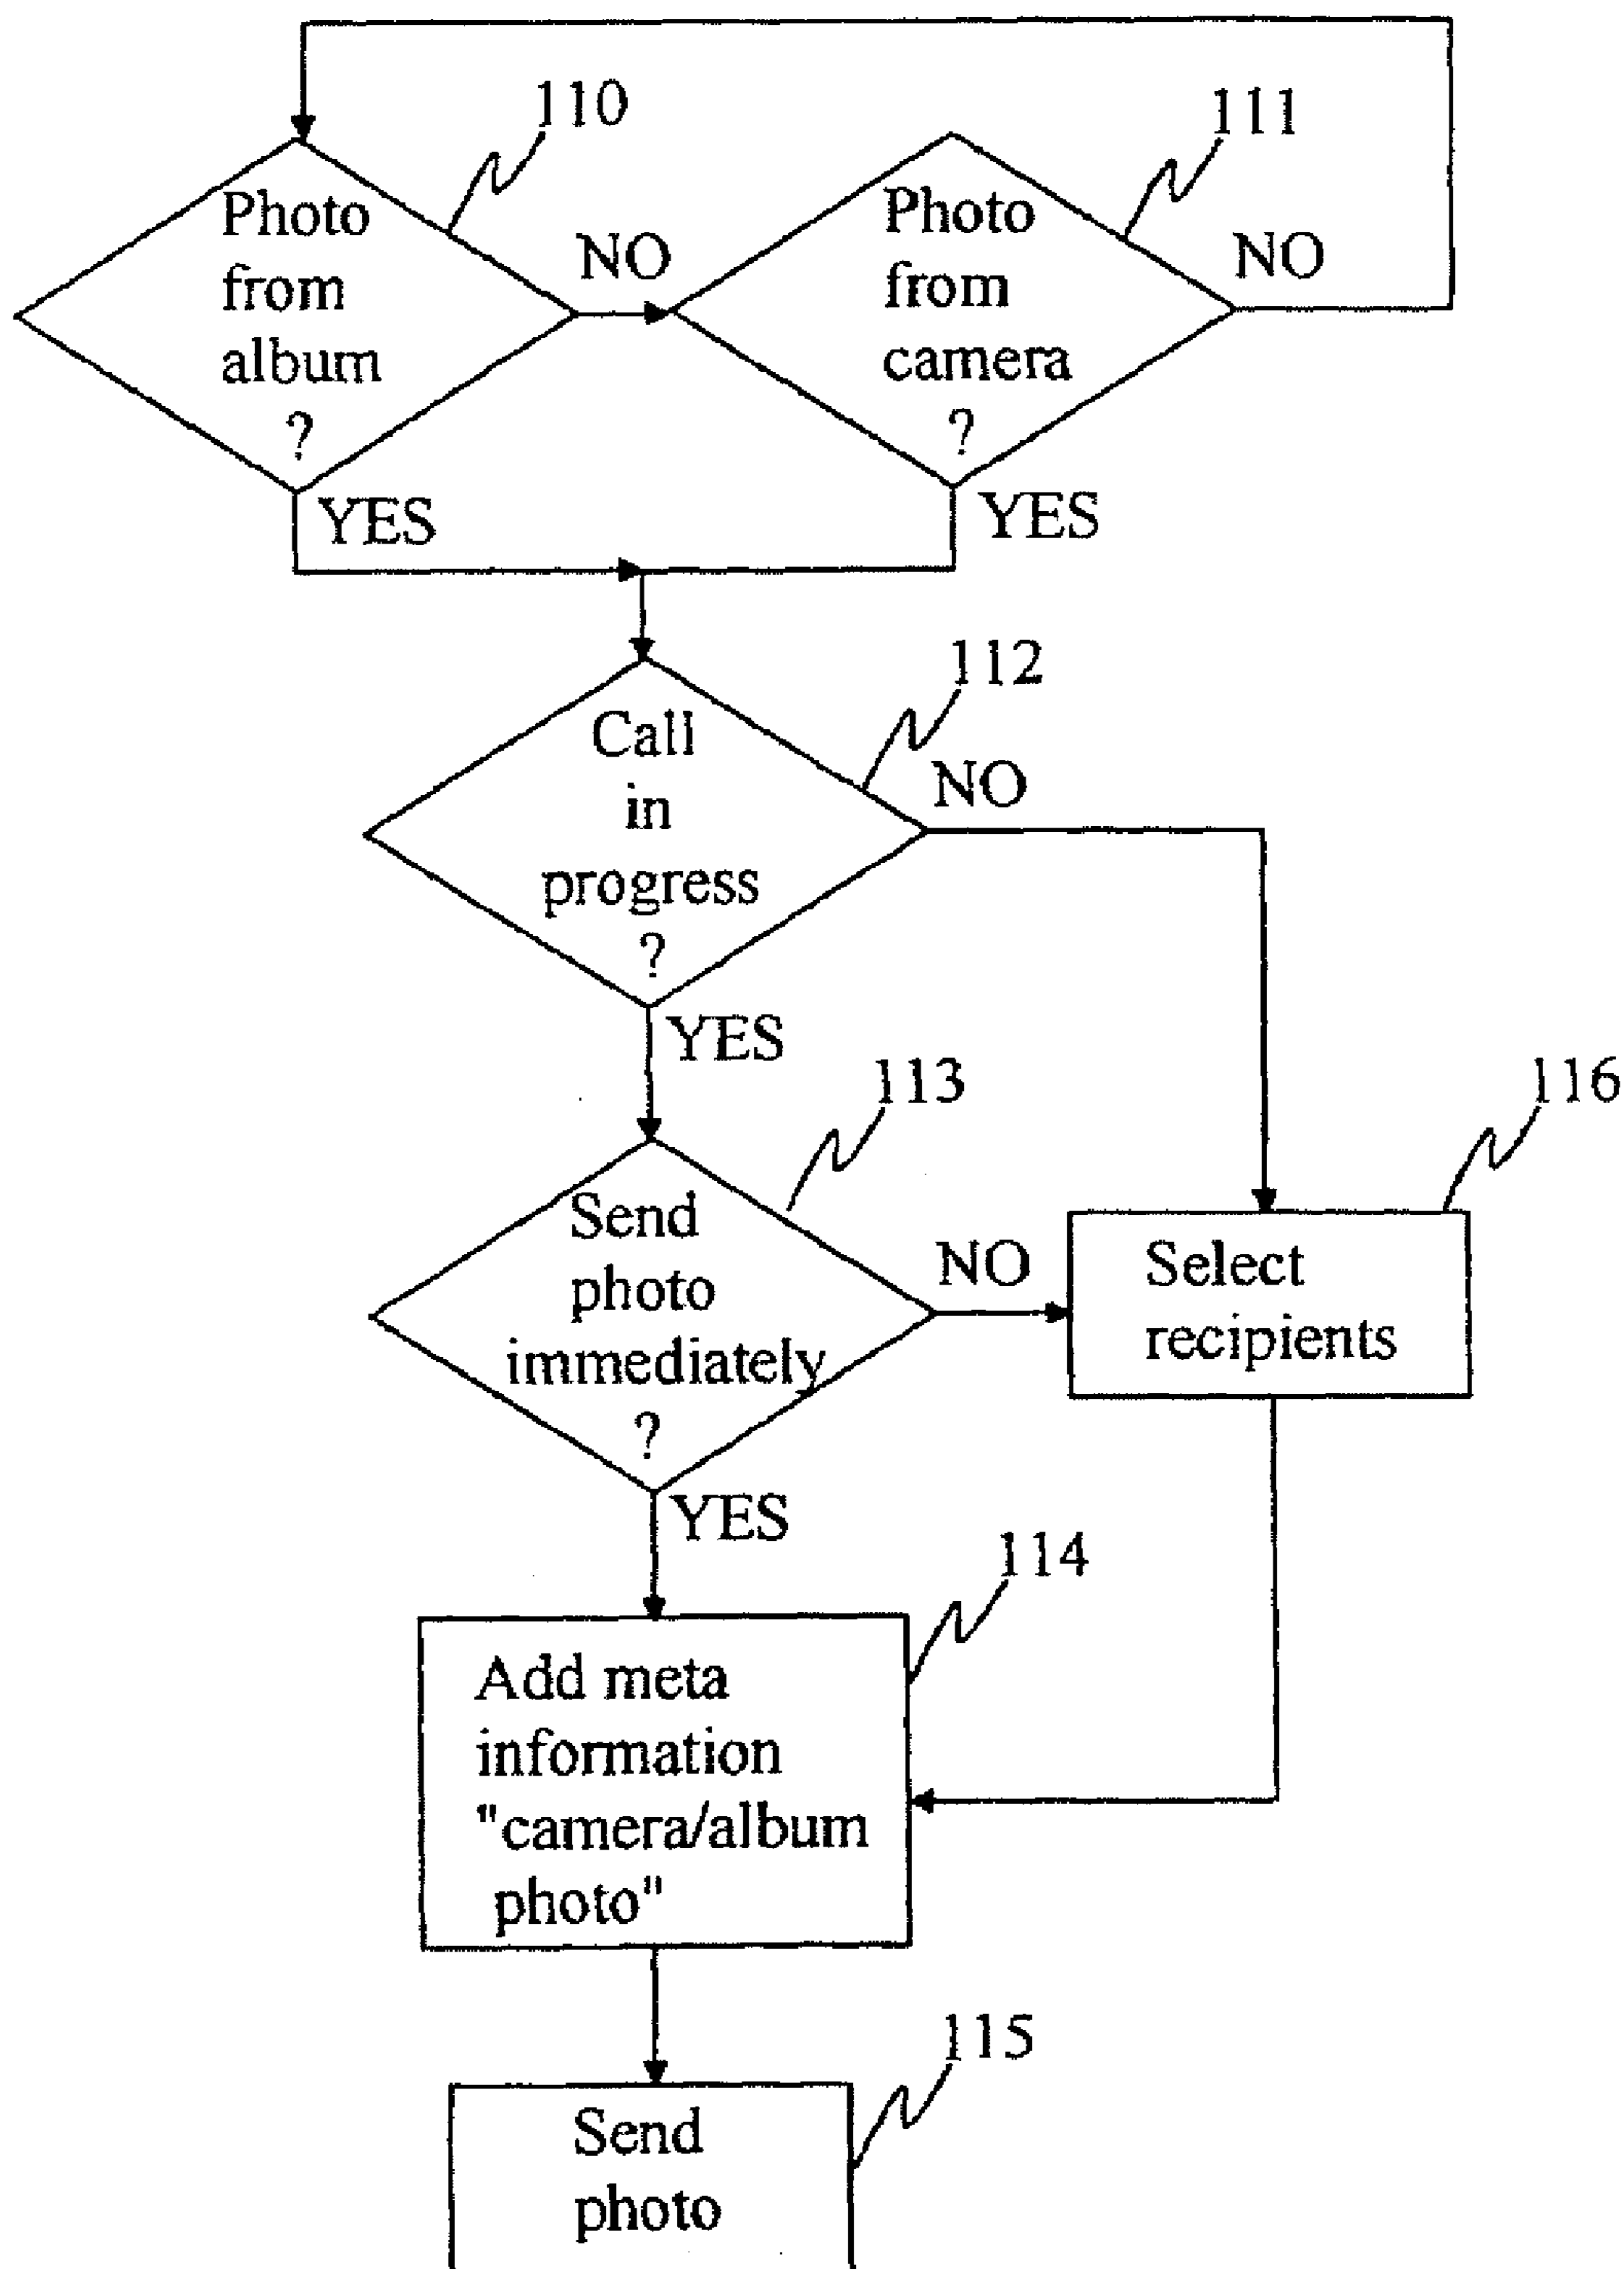 110
111
Photo
from
album
?
NO
Photo
from
camera
?
NO
YES
YES
112
Call
in
progress
?
NO
YES
113
116
Send
photo
immediately
?
NO
Select
recipients
YES
114
Add meta
information
"camera/album
photo"
115
Send
photo